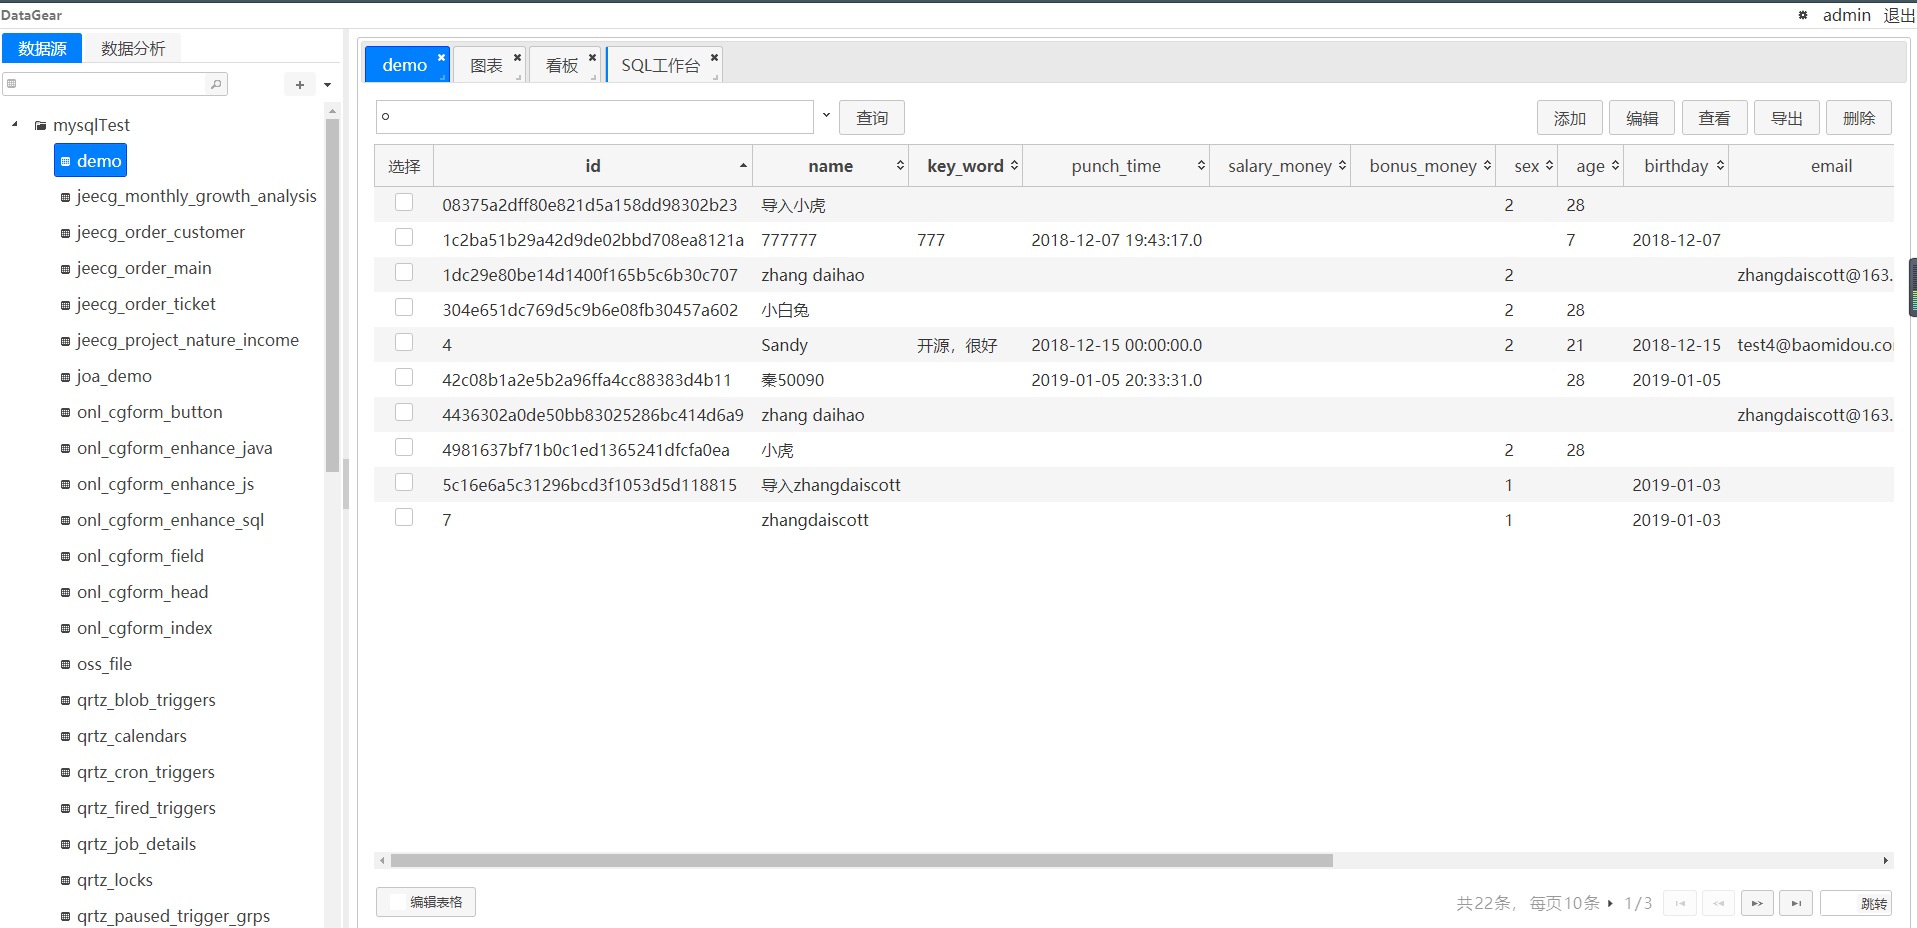 DataGear
admin 退出
数据源 数据分析
mysqlTest
demo
jeecg_monthly_growth_analysis
jeecg_order_customer
jeecg_order_main
jeecg_order_ticket
jeecg_project_nature_income
joa_demo
onl_cgform_button
onl_cgform_enhance_java
onl_cgform_enhance_js
onl_cgform_enhance_sql
onl_cgform_field
onl_cgform_head
onl_cgform_index
oss_file
qrtz_blob_triggers
qrtz_calendars
qrtz_cron_triggers
qrtz_fired_triggers
qrtz_job_details
qrtz_locks
qrtz_paused_trigger_grps
demo 图表 看板 SQL工作台
查询 添加 编辑 查看 导出 删除
选择 id name key_word punch_time salary_money bonus_money sex age birthday email
08375a2dff80e821d5a158dd98302b23 导入小虎 2 28
1c2ba51b29a42d9de02bbd708ea8121a 777777 777 2018-12-07 19:43:17.0 7 2018-12-07
1dc29e80be14d1400f165b5c6b30c707 zhang daihao 2 zhangdaiscott@163.
304e651dc769d5c9b6e08fb30457a602 小白兔 2 28
4 Sandy 开源，很好 2018-12-15 00:00:00.0 2 21 2018-12-15 test4@baomidou.co
42c08b1a2e5b2a96ffa4cc88383d4b11 秦50090 2019-01-05 20:33:31.0 28 2019-01-05
4436302a0de50bb83025286bc414d6a9 zhang daihao zhangdaiscott@163.
4981637bf71b0c1ed1365241dfcfa0ea 小虎 2 28
5c16e6a5c31296bcd3f1053d5d118815 导入zhangdaiscott 1 2019-01-03
7 zhangdaiscott 1 2019-01-03
编辑表格 共22条， 每页10条 1/3 跳转